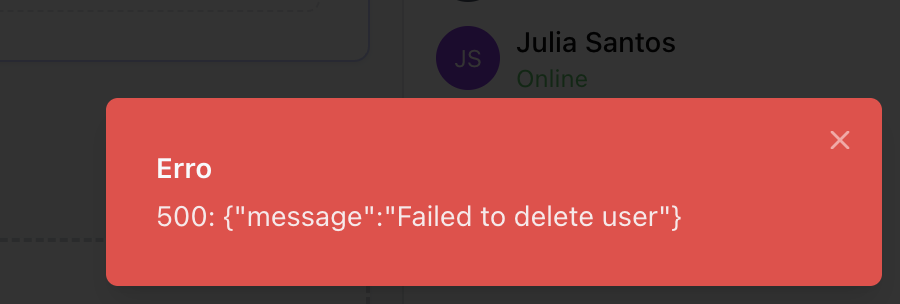 JS
Julia Santos
Online
Erro
500: {"message":"Failed to delete user"}